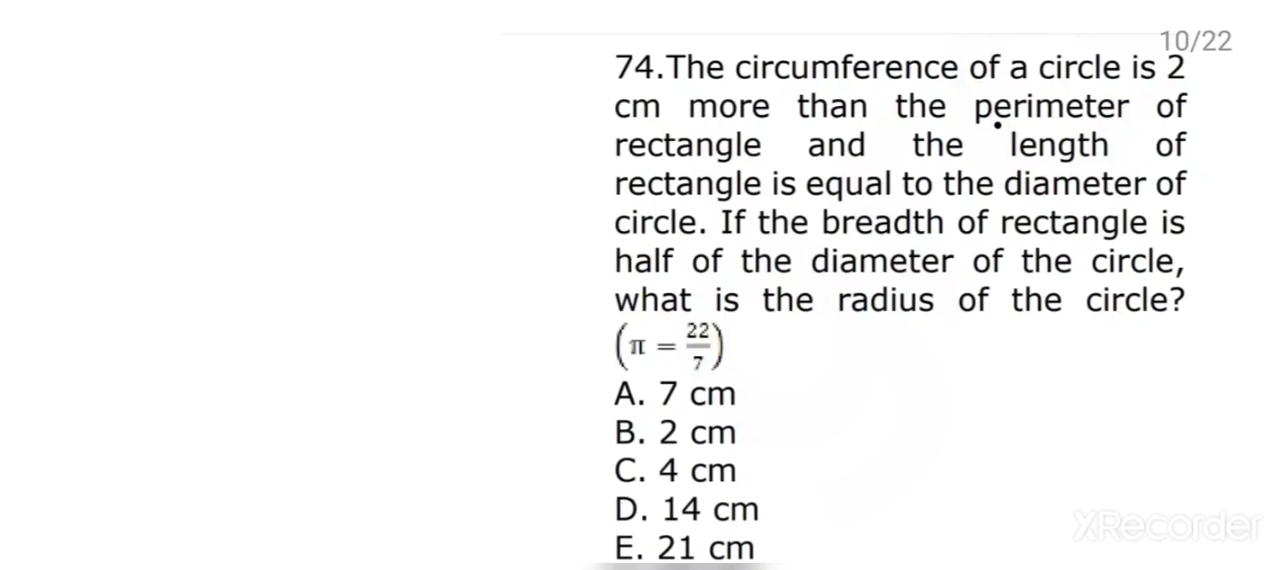 10/22
74.The circumference of a circle is 2
cm more than the perimeter of
rectangle and the length of
rectangle is equal to the diameter of
circle. If the breadth of rectangle is
half of the diameter of the circle,
what is the radius of the circle?
(π = 22/7)
A. 7 cm
B. 2 cm
C. 4 cm
D. 14 cm
E. 21 cm
XRecorder